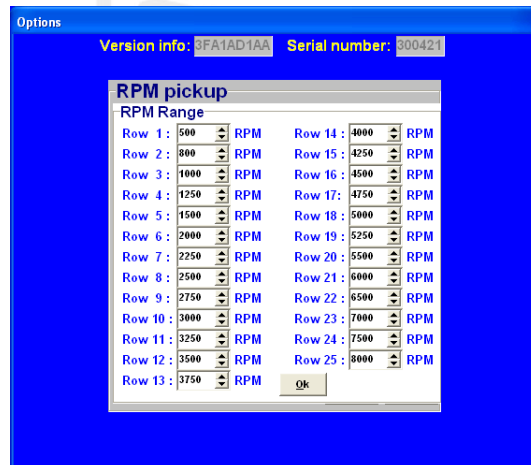 Options
Version info: 3FA1AD1AA Serial number: 300421
RPM pickup
RPM Range
Row 1 : 500 RPM Row 14 : 4000 RPM
Row 2 : 800 RPM Row 15 : 4250 RPM
Row 3 : 1000 RPM Row 16 : 4500 RPM
Row 4 : 1250 RPM Row 17: 4750 RPM
Row 5 : 1500 RPM Row 18 : 5000 RPM
Row 6 : 2000 RPM Row 19 : 5250 RPM
Row 7 : 2250 RPM Row 20 : 5500 RPM
Row 8 : 2500 RPM Row 21 : 6000 RPM
Row 9 : 2750 RPM Row 22 : 6500 RPM
Row 10 : 3000 RPM Row 23 : 7000 RPM
Row 11 : 3250 RPM Row 24 : 7500 RPM
Row 12 : 3500 RPM Row 25 : 8000 RPM
Row 13 : 3750 RPM Ok